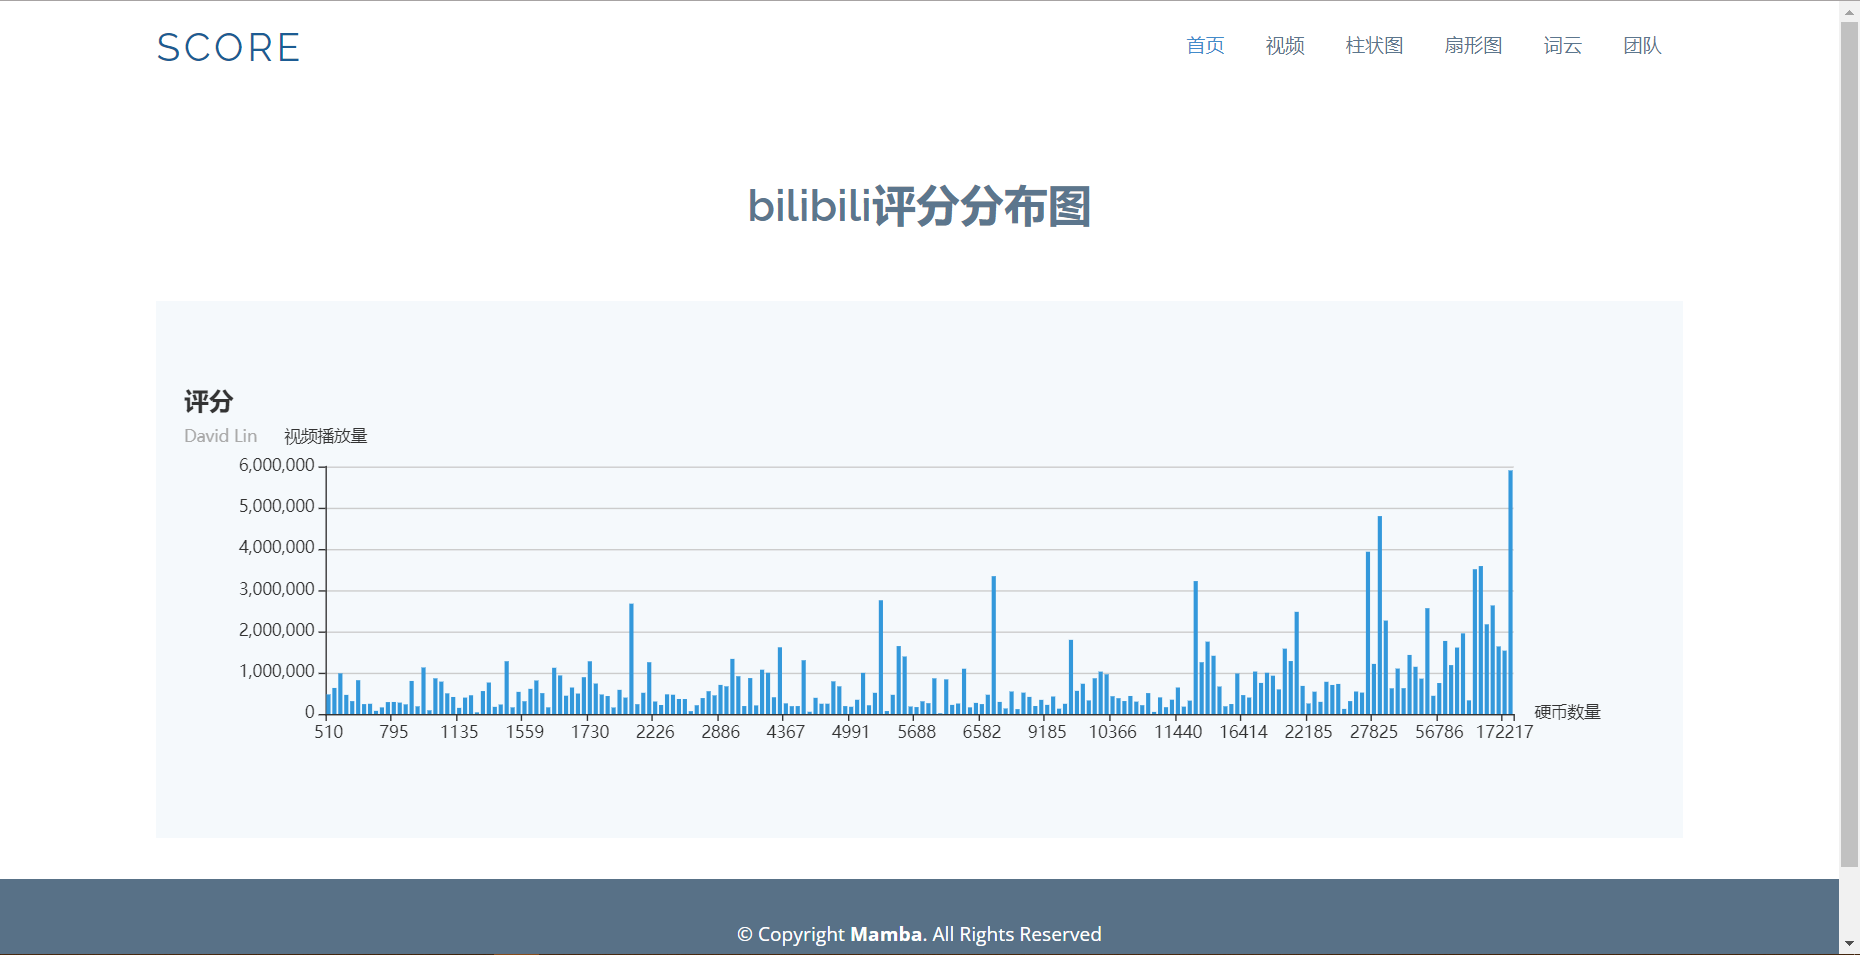 SCORE
首页 视频 柱状图 扇形图 词云 团队
bilibili评分分布图
评分
David Lin 视频播放量
6,000,000
5,000,000
4,000,000
3,000,000
2,000,000
1,000,000
0
硬币数量
510 795 1135 1559 1730 2226 2886 4367 4991 5688 6582 9185 10366 11440 16414 22185 27825 56786 172217
© Copyright Mamba. All Rights Reserved